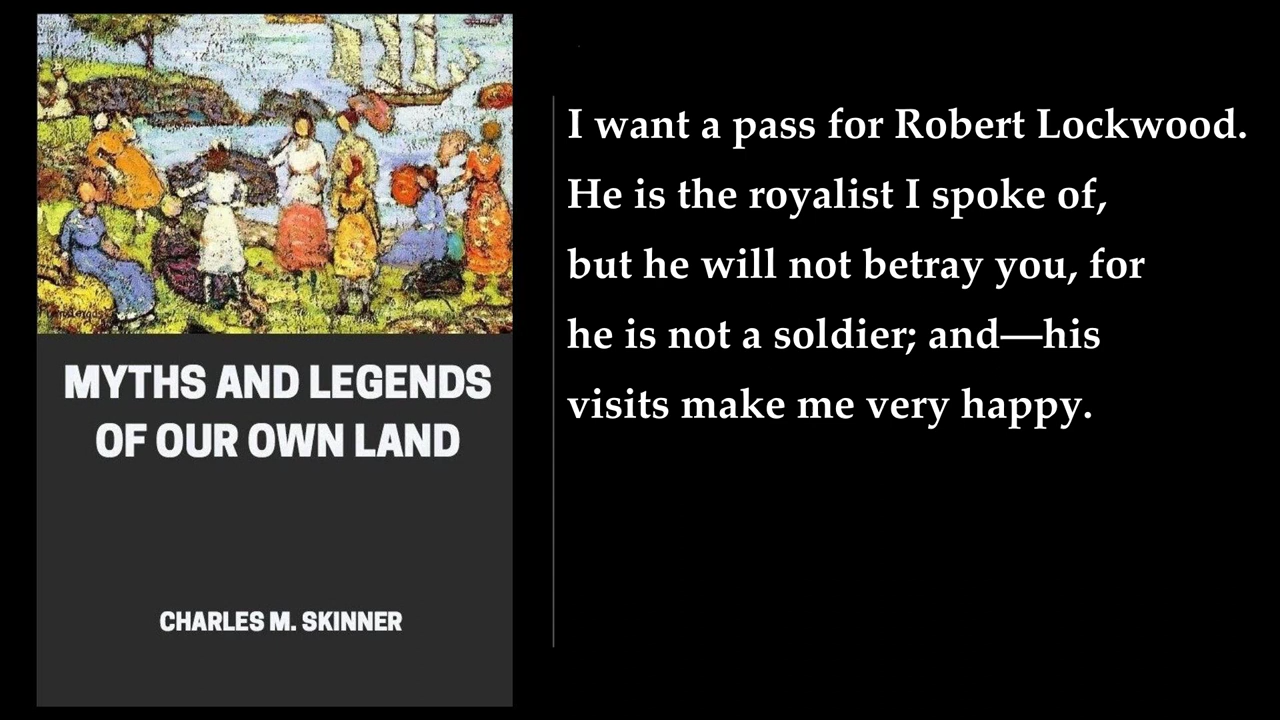 MYTHS AND LEGENDS
OF OUR OWN LAND
CHARLES M. SKINNER
I want a pass for Robert Lockwood.
He is the royalist I spoke of,
but he will not betray you, for
he is not a soldier; and—his
visits make me very happy.